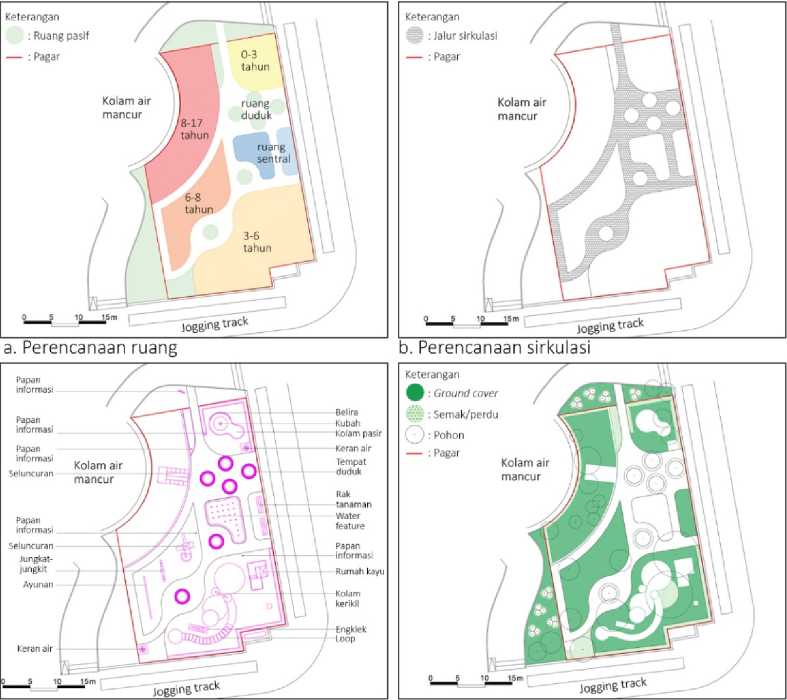 Keterangan
: Ruang pasif
: Pagar
Kolam air
mancur
0-3
tahun
ruang
duduk
8-17
tahun
ruang
sentral
6-8
tahun
3-6
tahun
0 5 10 15m
Jogging track
a. Perencanaan ruang
Keterangan
: Jalur sirkulasi
: Pagar
Kolam air
mancur
0 5 10 15m
Jogging track
b. Perencanaan sirkulasi
Papan
informasi
Papan
informasi
Papan
informasi
Seluncuran
Kolam air
mancur
Papan
informasi
Seluncuran
Jungkat-
jungkit
Ayunan
Keran air
Belira
Kubah
Kolam pasir
Keran air
Tempat
duduk
Rak
tanaman
Water
feature
Papan
informasi
Rumah kayu
Kolam
kerikil
Engklek
Loop
0 5 10 15m
Jogging track
Keterangan
: Ground cover
: Semak/perdu
: Pohon
: Pagar
Kolam air
mancur
0 5 10 15m
Jogging track